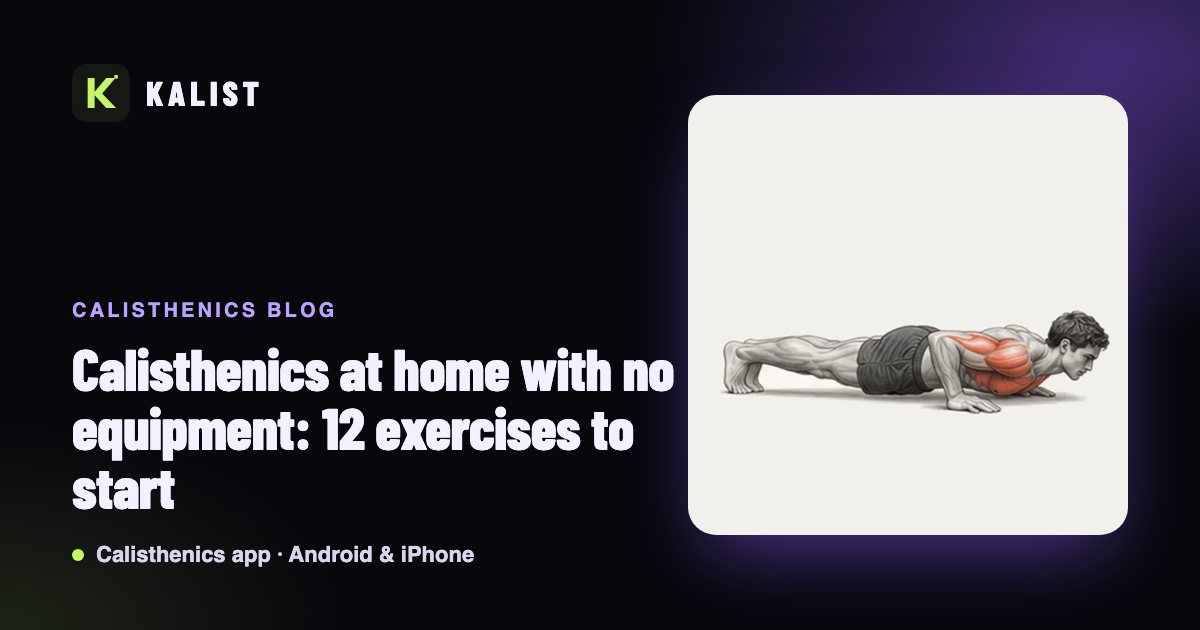 KALIST
CALISTHENICS BLOG
Calisthenics at home with no
equipment: 12 exercises to
start
Calisthenics app · Android & iPhone